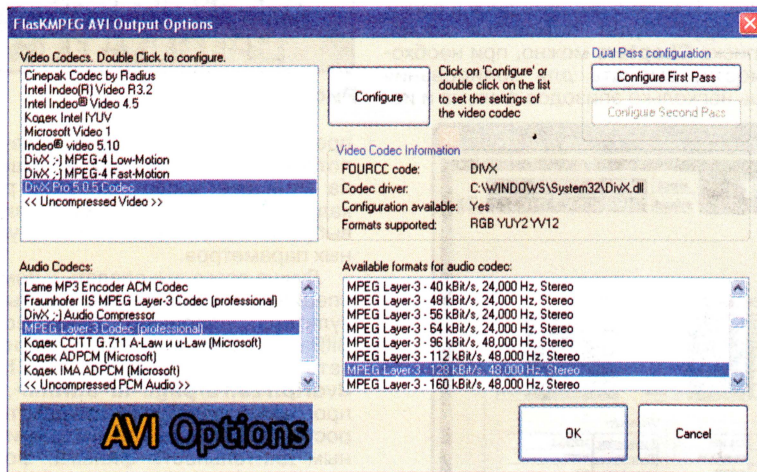 FlasKMPEG AVI Output Options
Video Codecs. Double Click to configure.
Cinepak Codec by Radius
Intel Indeo(R) Video R3.2
Intel Indeo® Video 4.5
Кодек Intel IYUV
Microsoft Video 1
Indeo® video 5.10
DivX ;-) MPEG-4 Low-Motion
DivX ;-) MPEG-4 Fast-Motion
DivX Pro 5.0.5 Codec
<< Uncompressed Video >>
Configure
Click on 'Configure' or
double click on the list
to set the settings of
the video codec
Dual Pass configuration
Configure First Pass
Configure Second Pass
Video Codec Information
FOURCC code: DIVX
Codec driver: C:\WINDOWS\System32\DivX.dll
Configuration available: Yes
Formats supported: RGB YUY2 YV12
Audio Codecs:
Lame MP3 Encoder ACM Codec
Fraunhofer IIS MPEG Layer-3 Codec (professional)
DivX ;-) Audio Compressor
MPEG Layer-3 Codec (professional)
Кодек CCITT G.711 A-Law и u-Law (Microsoft)
Кодек ADPCM (Microsoft)
Кодек IMA ADPCM (Microsoft)
<< Uncompressed PCM Audio >>
Available formats for audio codec:
MPEG Layer-3 - 40 kBit/s, 24,000 Hz, Stereo
MPEG Layer-3 - 48 kBit/s, 24,000 Hz, Stereo
MPEG Layer-3 - 56 kBit/s, 24,000 Hz, Stereo
MPEG Layer-3 - 64 kBit/s, 24,000 Hz, Stereo
MPEG Layer-3 - 96 kBit/s, 48,000 Hz, Stereo
MPEG Layer-3 - 112 kBit/s, 48,000 Hz, Stereo
MPEG Layer-3 - 128 kBit/s, 48,000 Hz, Stereo
MPEG Layer-3 - 160 kBit/s, 48,000 Hz, Stereo
AVI Options
OK
Cancel